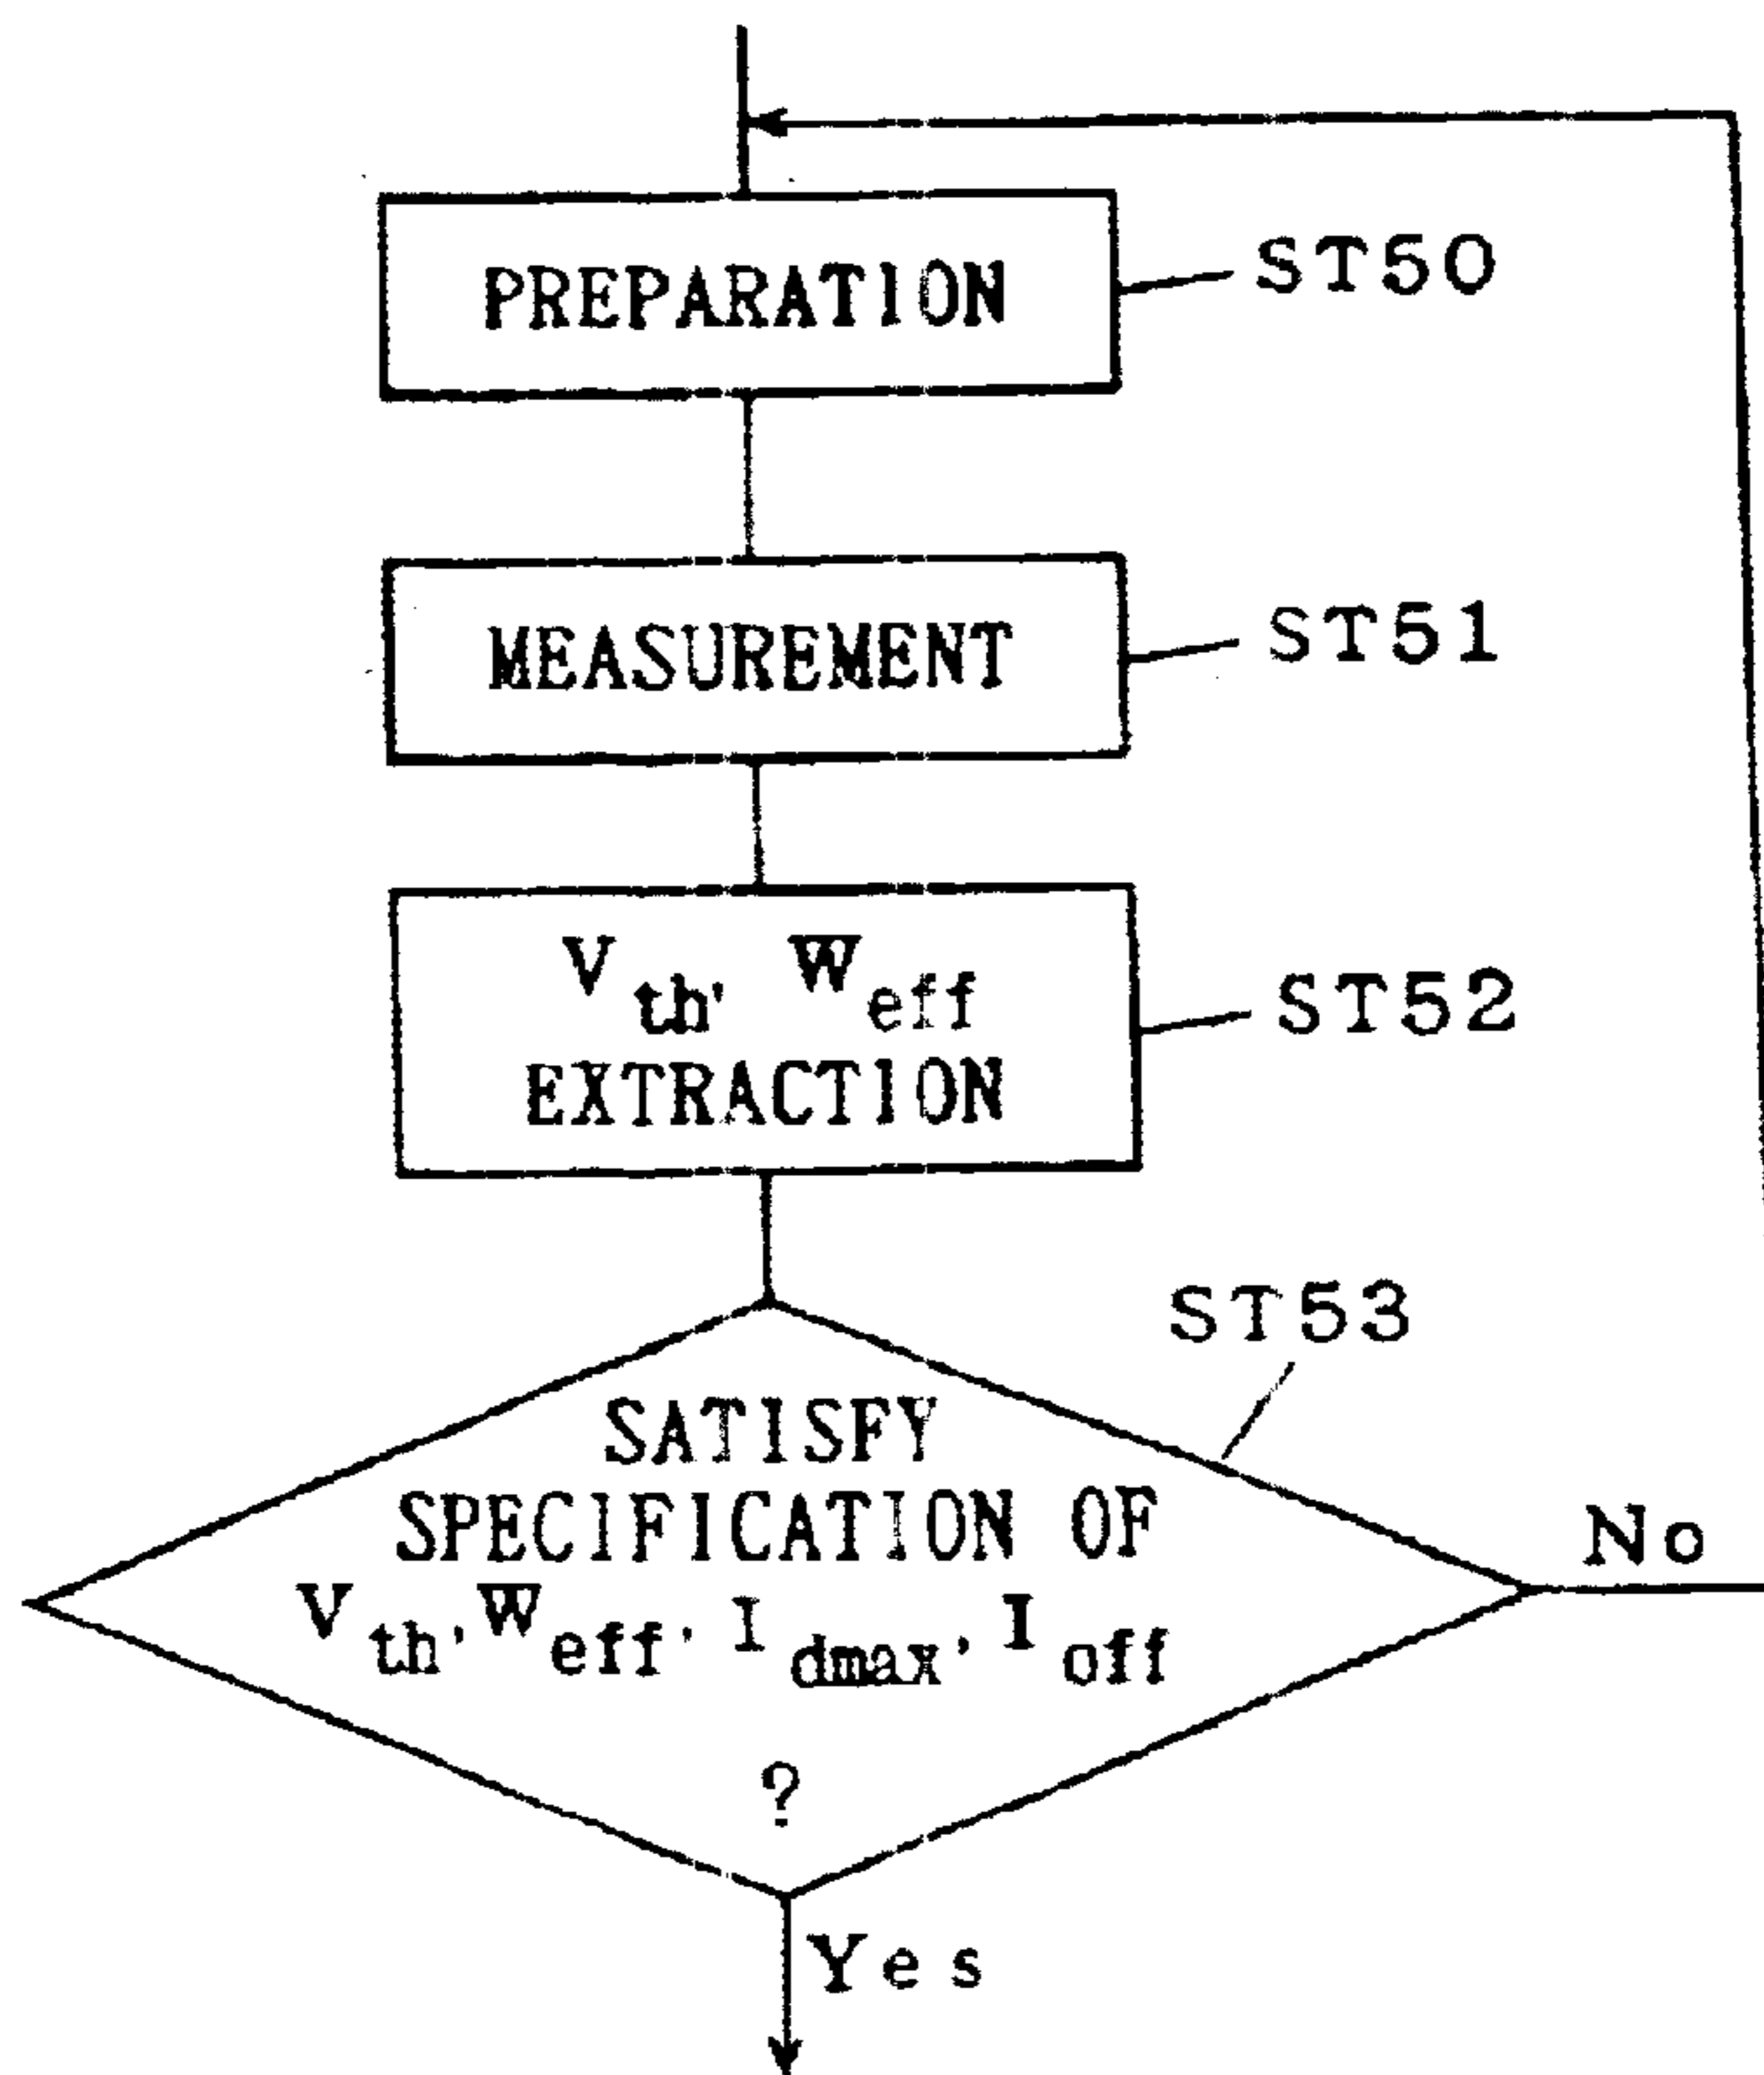 PREPARATION
ST50
MEASUREMENT
ST51
Vth, Weff
EXTRACTION
ST52
ST53
SATISFY
SPECIFICATION OF
Vth, Weff, Idmax, Ioff
?
No
Yes